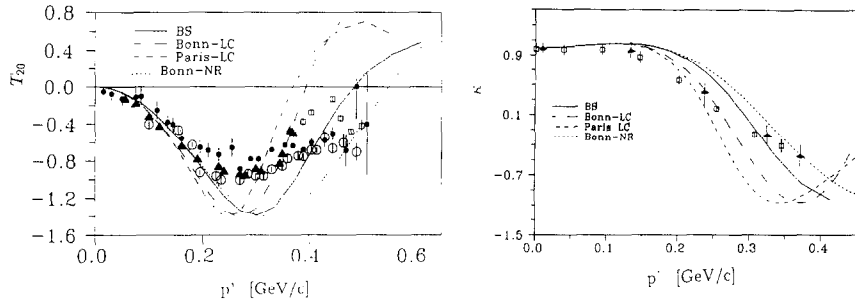 0.8
0.4
0.0
−0.4
−0.8
−1.2
−1.6
T20
BS
Bonn-LC
Paris-LC
Bonn-NR
0.0
0.2
0.4
0.6
p' [GeV/c]
0.9
0.1
−0.7
−1.5
κ
BS
Bonn-LC
Paris LC
Bonn-NR
0.0
0.1
0.2
0.3
0.4
p' [GeV/c]